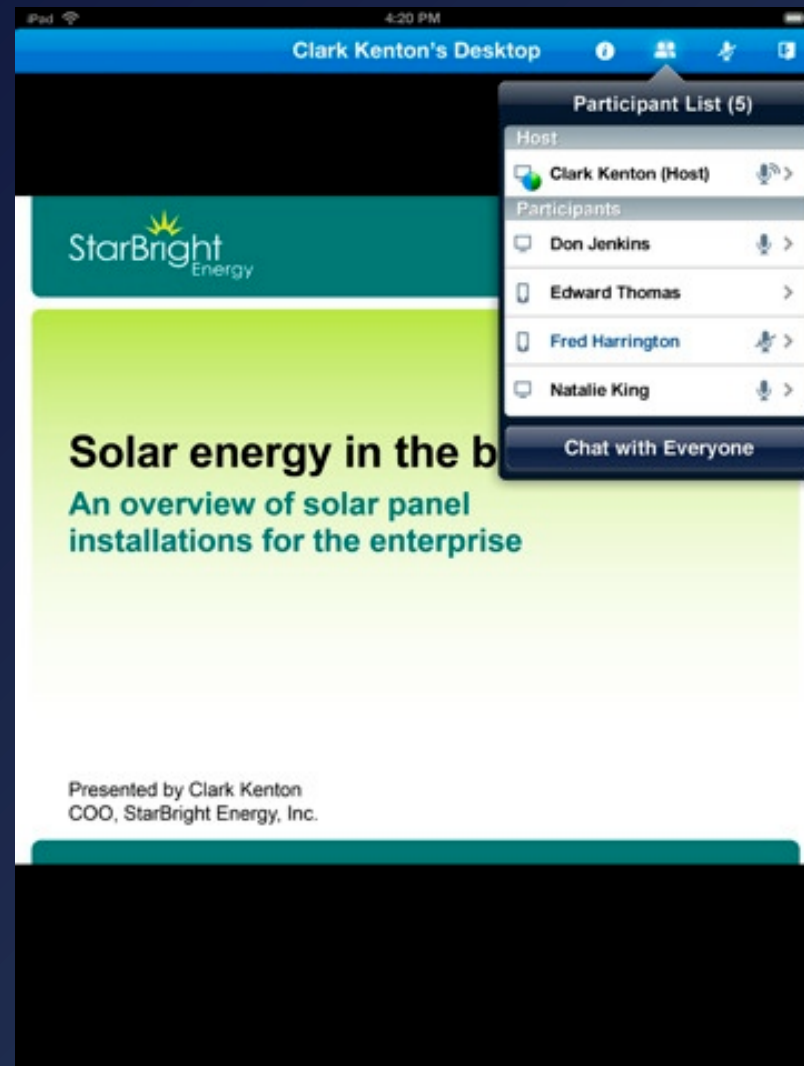 iPad 4:20 PM
Clark Kenton's Desktop
Participant List (5)
Host
Clark Kenton (Host)
Participants
Don Jenkins
Edward Thomas
Fred Harrington
Natalie King
Chat with Everyone
StarBright
Energy
Solar energy in the b
An overview of solar panel
installations for the enterprise
Presented by Clark Kenton
COO, StarBright Energy, Inc.